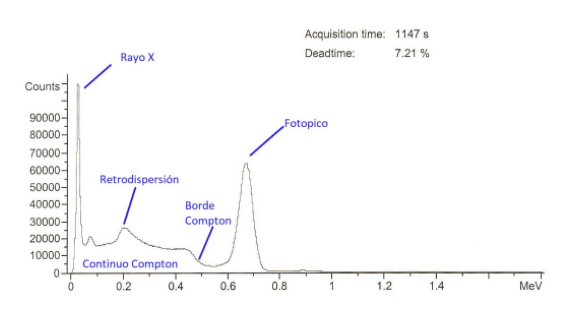 Acquisition time: 1147 s
Deadtime: 7.21 %
Rayo X
Counts
90000
80000
70000
60000
50000
40000
30000
20000
10000
0
Fotopico
Retrodispersión
Borde
Compton
Continuo Compton
0 0.2 0.4 0.6 0.8 1 1.2 1.4 MeV